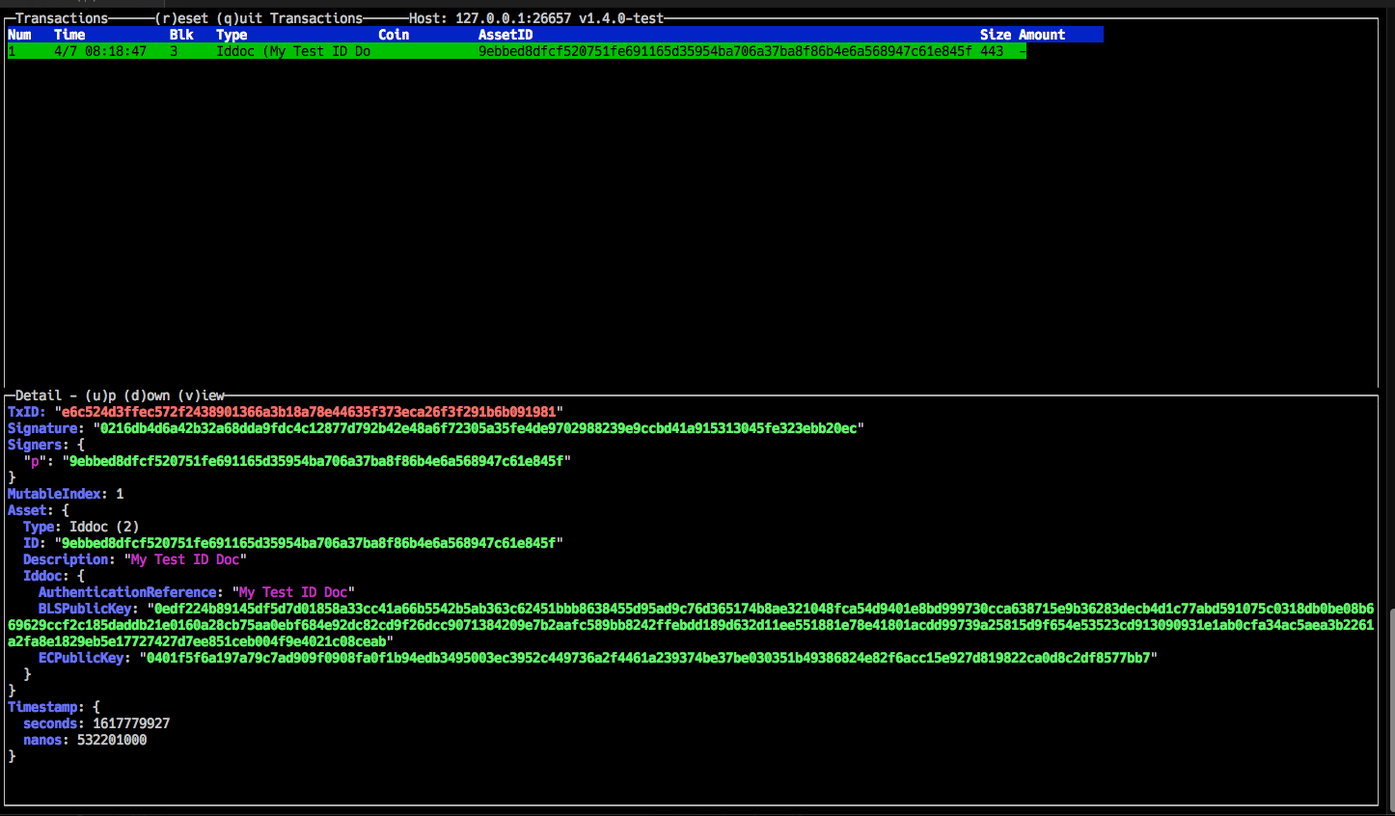 Transactions (r)eset (q)uit Transactions Host: 127.0.0.1:26657 v1.4.0-test
Num Time Blk Type Coin AssetID Size Amount
1 4/7 08:18:47 3 Iddoc (My Test ID Do 9ebbed8dfcf520751fe691165d35954ba706a37ba8f86b4e6a568947c61e845f 443 -
Detail - (u)p (d)own (v)iew
TxID: "e6c524d3ffec572f2438901366a3b18a78e44635f373eca26f3f291b6b091981"
Signature: "0216db4d6a42b32a68dda9fdc4c12877d792b42e48a6f72305a35fe4de9702988239e9ccbd41a915313045fe323ebb20ec"
Signers: {
"p": "9ebbed8dfcf520751fe691165d35954ba706a37ba8f86b4e6a568947c61e845f"
}
MutableIndex: 1
Asset: {
Type: Iddoc (2)
ID: "9ebbed8dfcf520751fe691165d35954ba706a37ba8f86b4e6a568947c61e845f"
Description: "My Test ID Doc"
Iddoc: {
AuthenticationReference: "My Test ID Doc"
BLSPublicKey: "0edf224b89145df5d7d01858a33cc41a66b5542b5ab363c62451bbb8638455d95ad9c76d365174b8ae321048fca54d9401e8bd999730cca638715e9b36283decb4d1c77abd591075c0318db0be08b6
69629ccf2c185daddb21e0160a28cb75aa0ebf684e92dc82cd9f26dcc9071384209e7b2aafc589bb8242ffebdd189d632d11ee551881e78e41801acdd99739a25815d9f654e53523cd913090931e1ab0cfa34ac5aea3b2261
a2fa8e1829eb5e17727427d7ee851ceb004f9e4021c08ceab"
ECPublicKey: "0401f5f6a197a79c7ad909f0908fa0f1b94edb3495003ec3952c449736a2f4461a239374be37be030351b49386824e82f6acc15e927d819822ca0d8c2df8577bb7"
}
}
Timestamp: {
seconds: 1617779927
nanos: 532201000
}